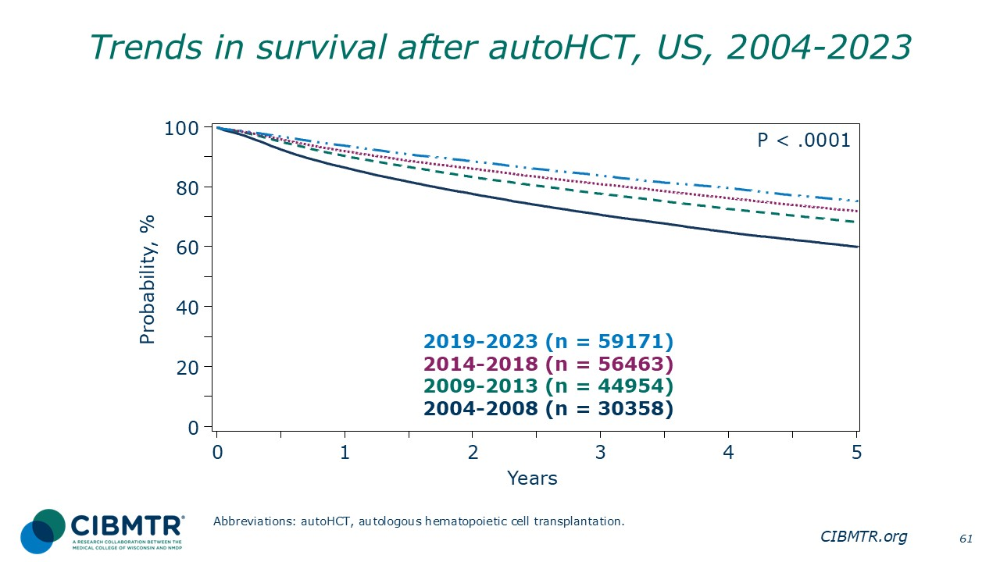 Trends in survival after autoHCT, US, 2004-2023
100
80
60
40
20
0
Probability, %
P < .0001
2019-2023 (n = 59171)
2014-2018 (n = 56463)
2009-2013 (n = 44954)
2004-2008 (n = 30358)
0 1 2 3 4 5
Years
CIBMTR®
A RESEARCH COLLABORATION BETWEEN THE
MEDICAL COLLEGE OF WISCONSIN AND NMDP
Abbreviations: autoHCT, autologous hematopoietic cell transplantation.
CIBMTR.org
61